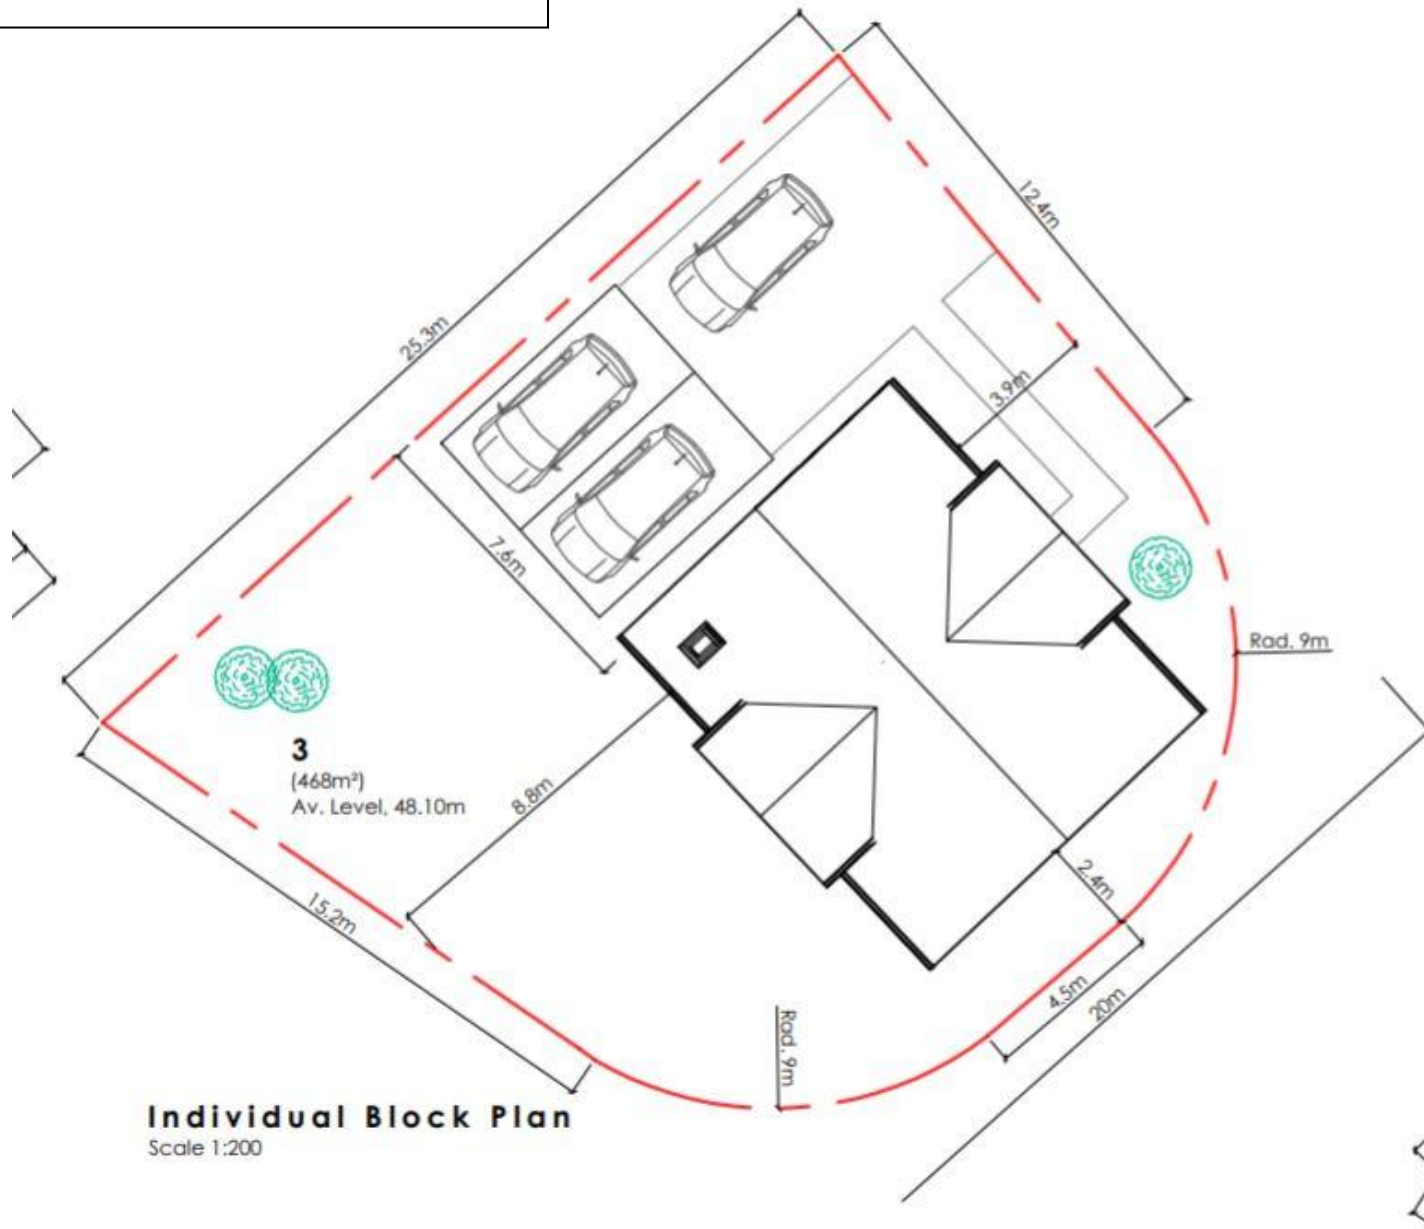 25.3m
12.4m
3.9m
7.6m
Rad. 9m
3
(468m²)
Av. Level, 48.10m
8.8m
2.4m
15.2m
4.5m
20m
Rad. 9m
Individual Block Plan
Scale 1:200